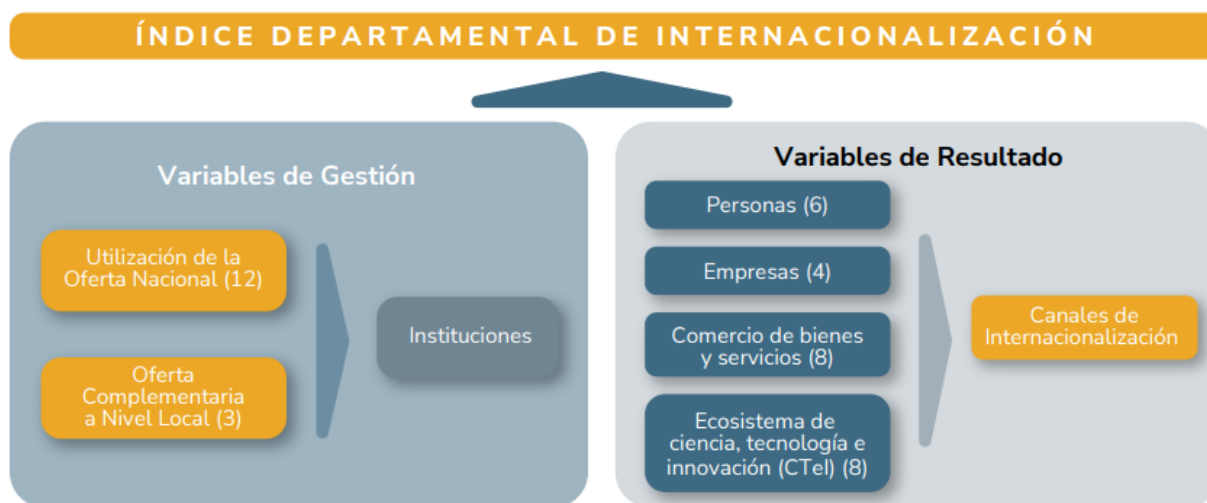 ÍNDICE DEPARTAMENTAL DE INTERNACIONALIZACIÓN
Variables de Gestión
Utilización de la
Oferta Nacional (12)
Oferta
Complementaria
a Nivel Local (3)
Instituciones
Variables de Resultado
Personas (6)
Empresas (4)
Comercio de bienes
y servicios (8)
Ecosistema de
ciencia, tecnología e
innovación (CTeI) (8)
Canales de
Internacionalización